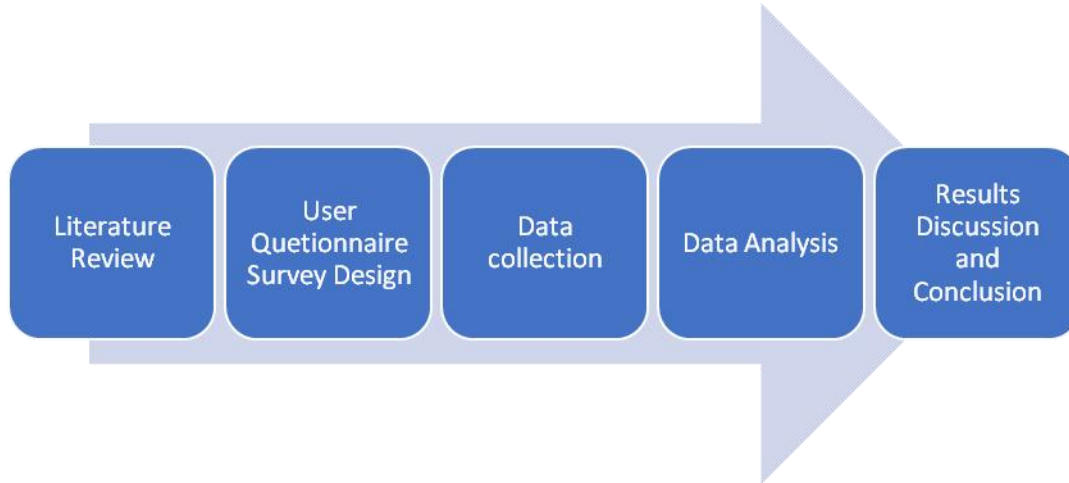 Literature
Review
User
Quetionnaire
Survey Design
Data
collection
Data Analysis
Results
Discussion
and
Conclusion